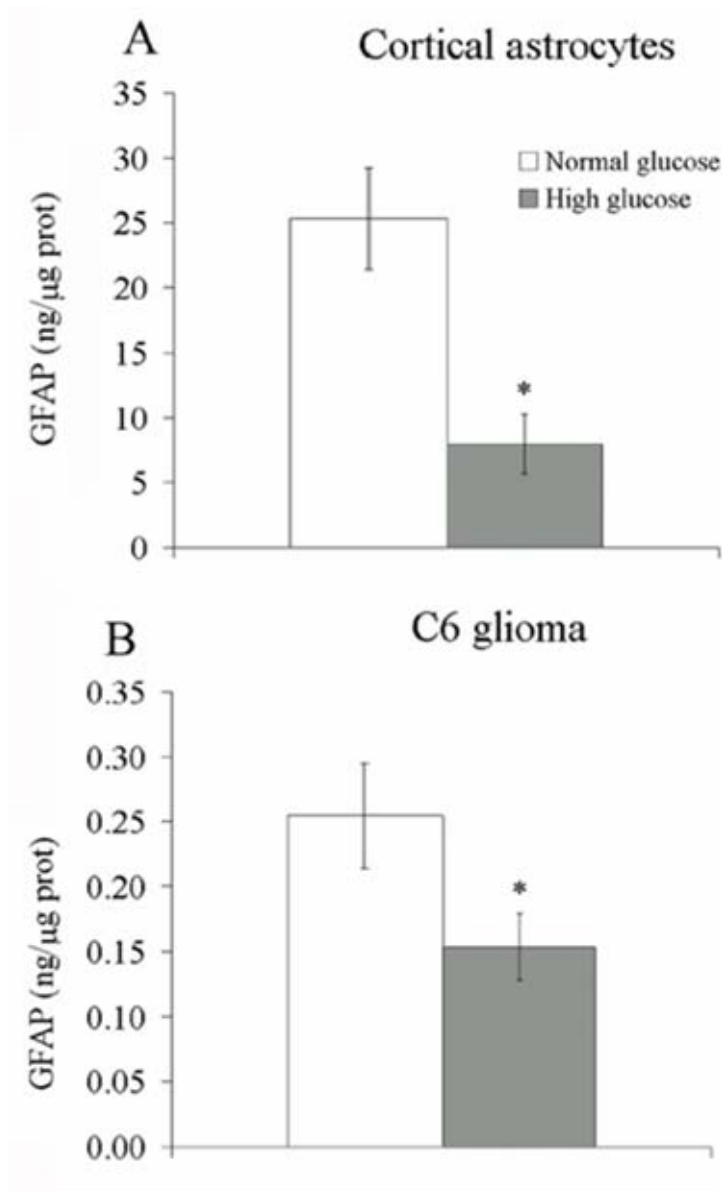 A
Cortical astrocytes
35
30
25
20
15
10
5
0
GFAP (ng/µg prot)
Normal glucose
High glucose
*
B
C6 glioma
0.35
0.30
0.25
0.20
0.15
0.10
0.05
0.00
GFAP (ng/µg prot)
*